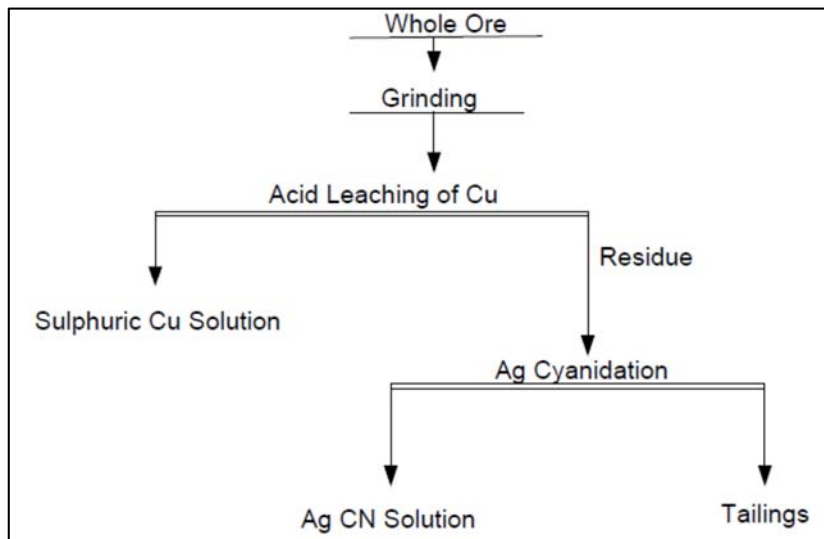 Whole Ore
Grinding
Acid Leaching of Cu
Residue
Sulphuric Cu Solution
Ag Cyanidation
Ag CN Solution
Tailings